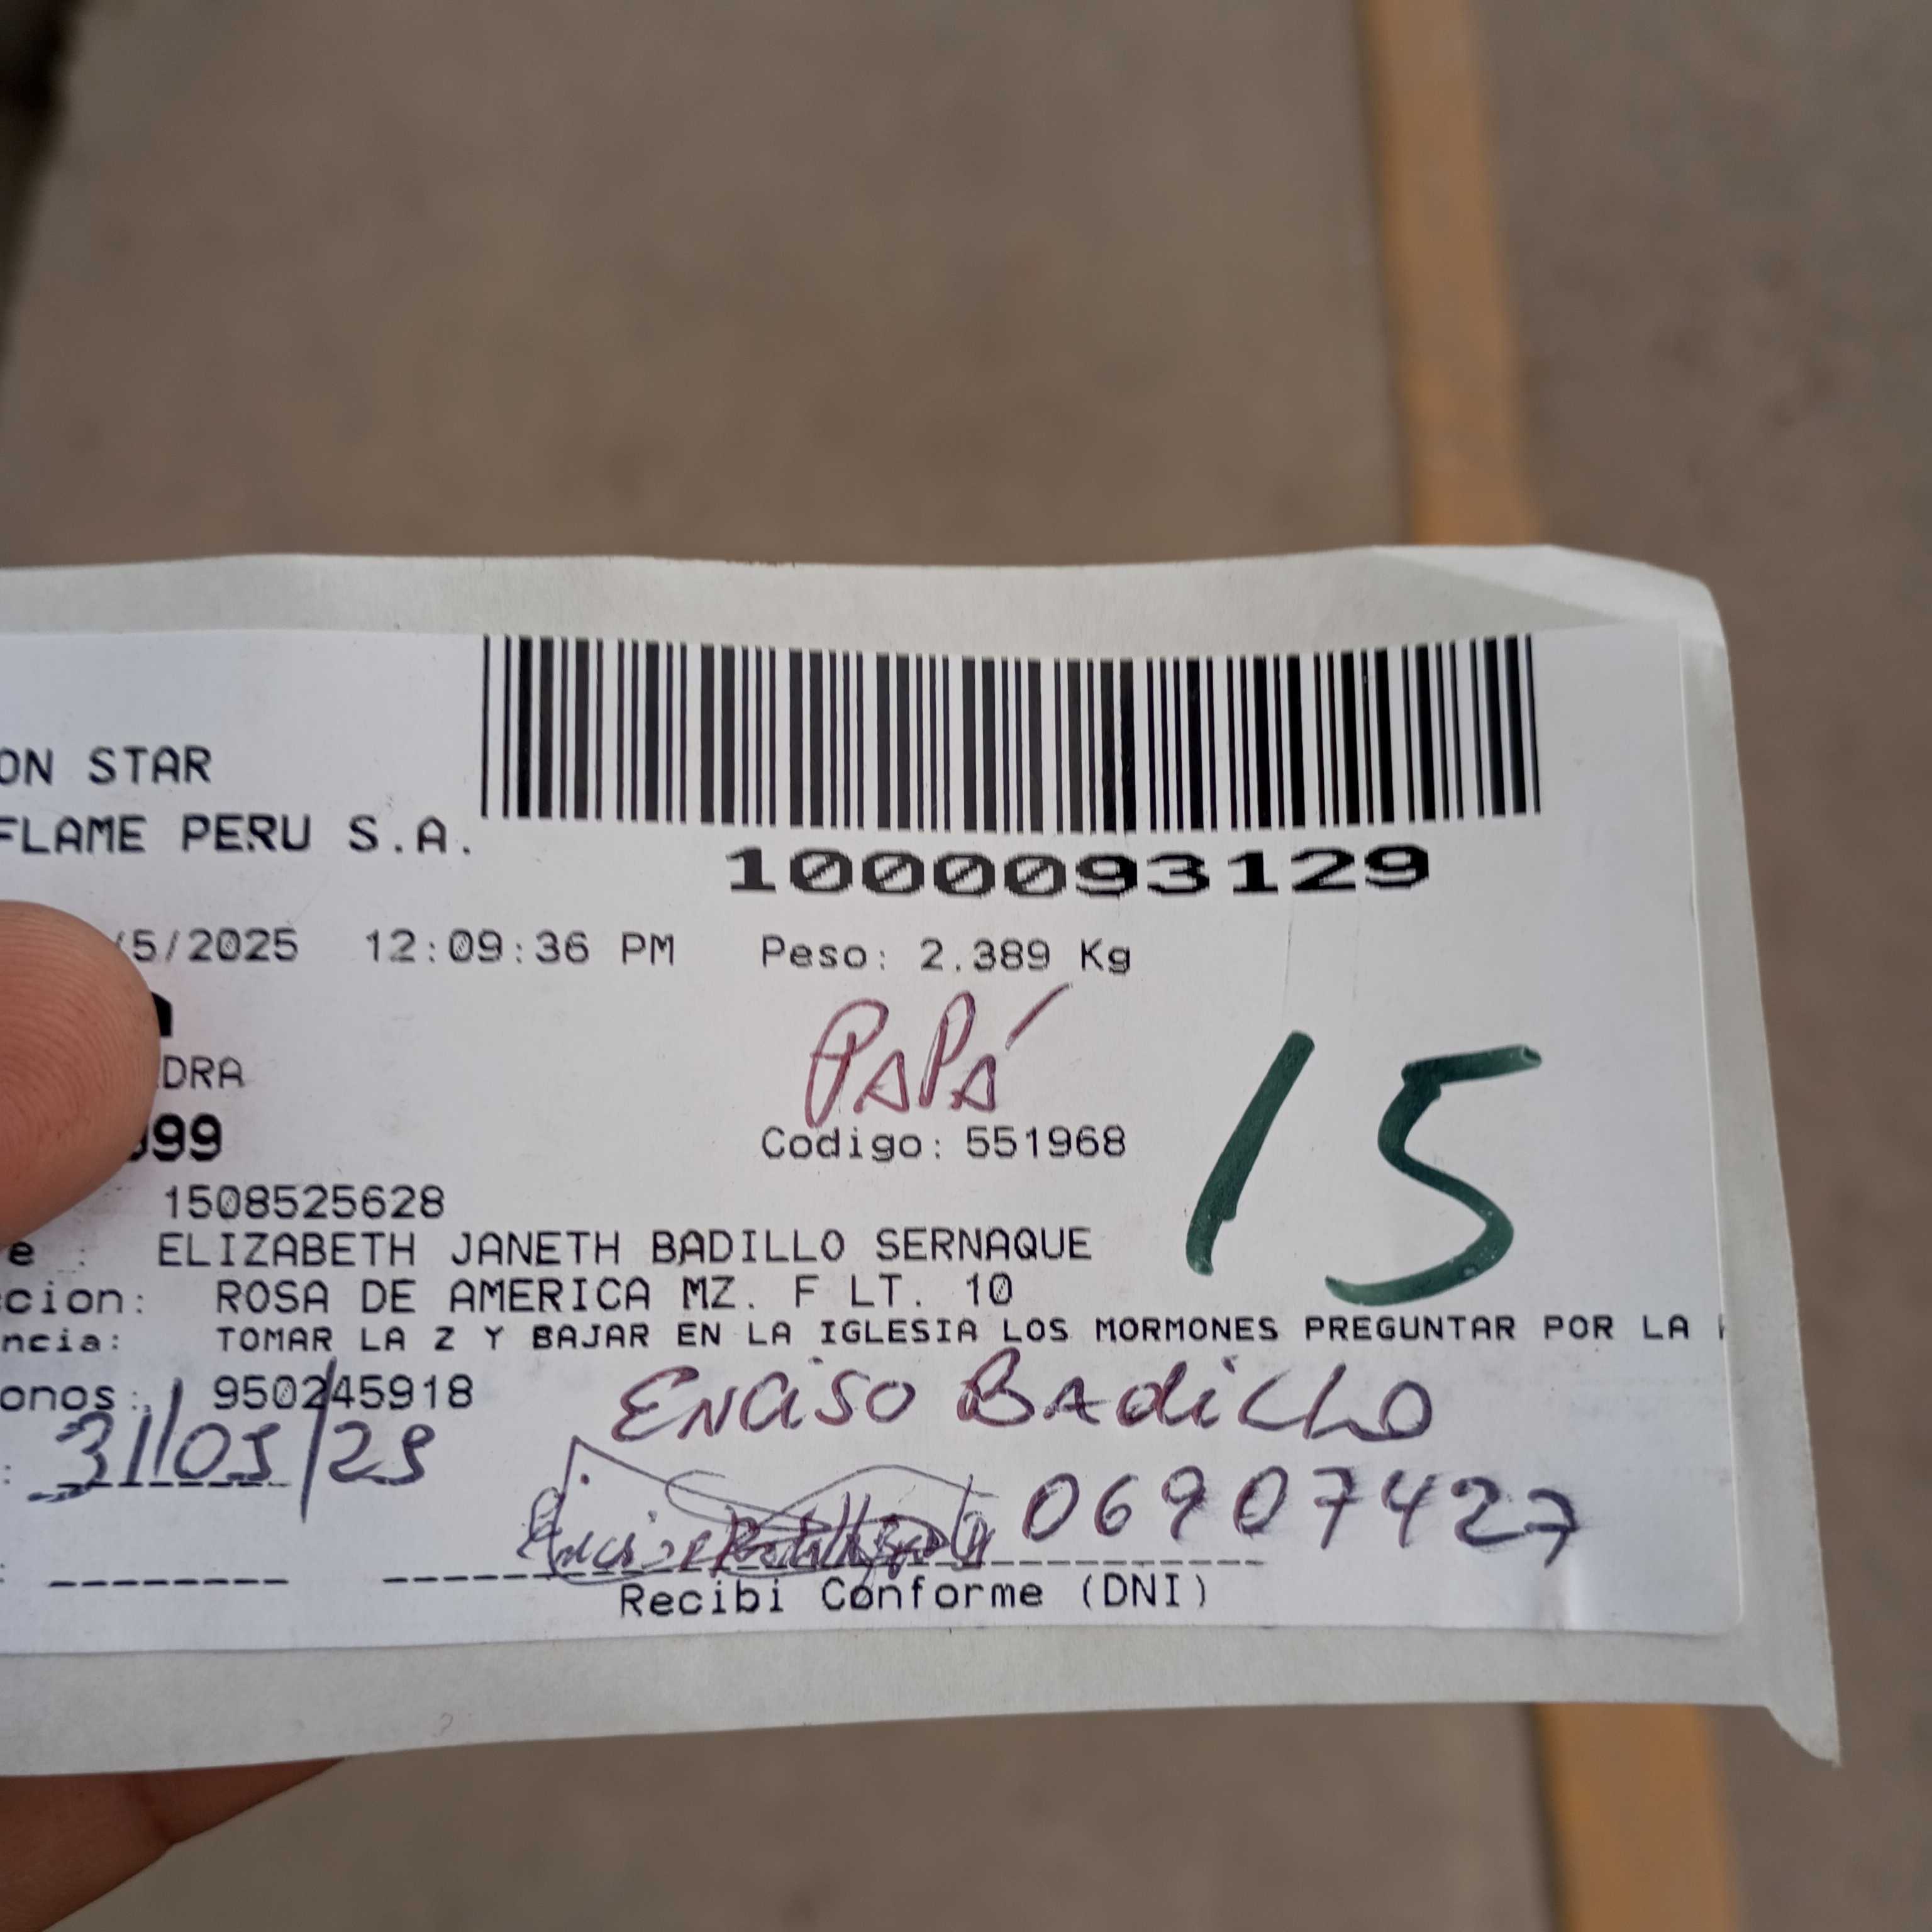 ON STAR
FLAME PERU S.A.
1000093129
/5/2025 12:09:36 PM Peso: 2.389 Kg
PAPÁ
DRA
15
999 Codigo: 551968
1508525628
e : ELIZABETH JANETH BADILLO SERNAQUE
cion: ROSA DE AMERICA MZ. F LT. 10
ncia: TOMAR LA Z Y BAJAR EN LA IGLESIA LOS MORMONES PREGUNTAR POR LA
onos: 950245918
Enciso Badillo
: 31/05/25
06907427
Recibi Conforme (DNI)